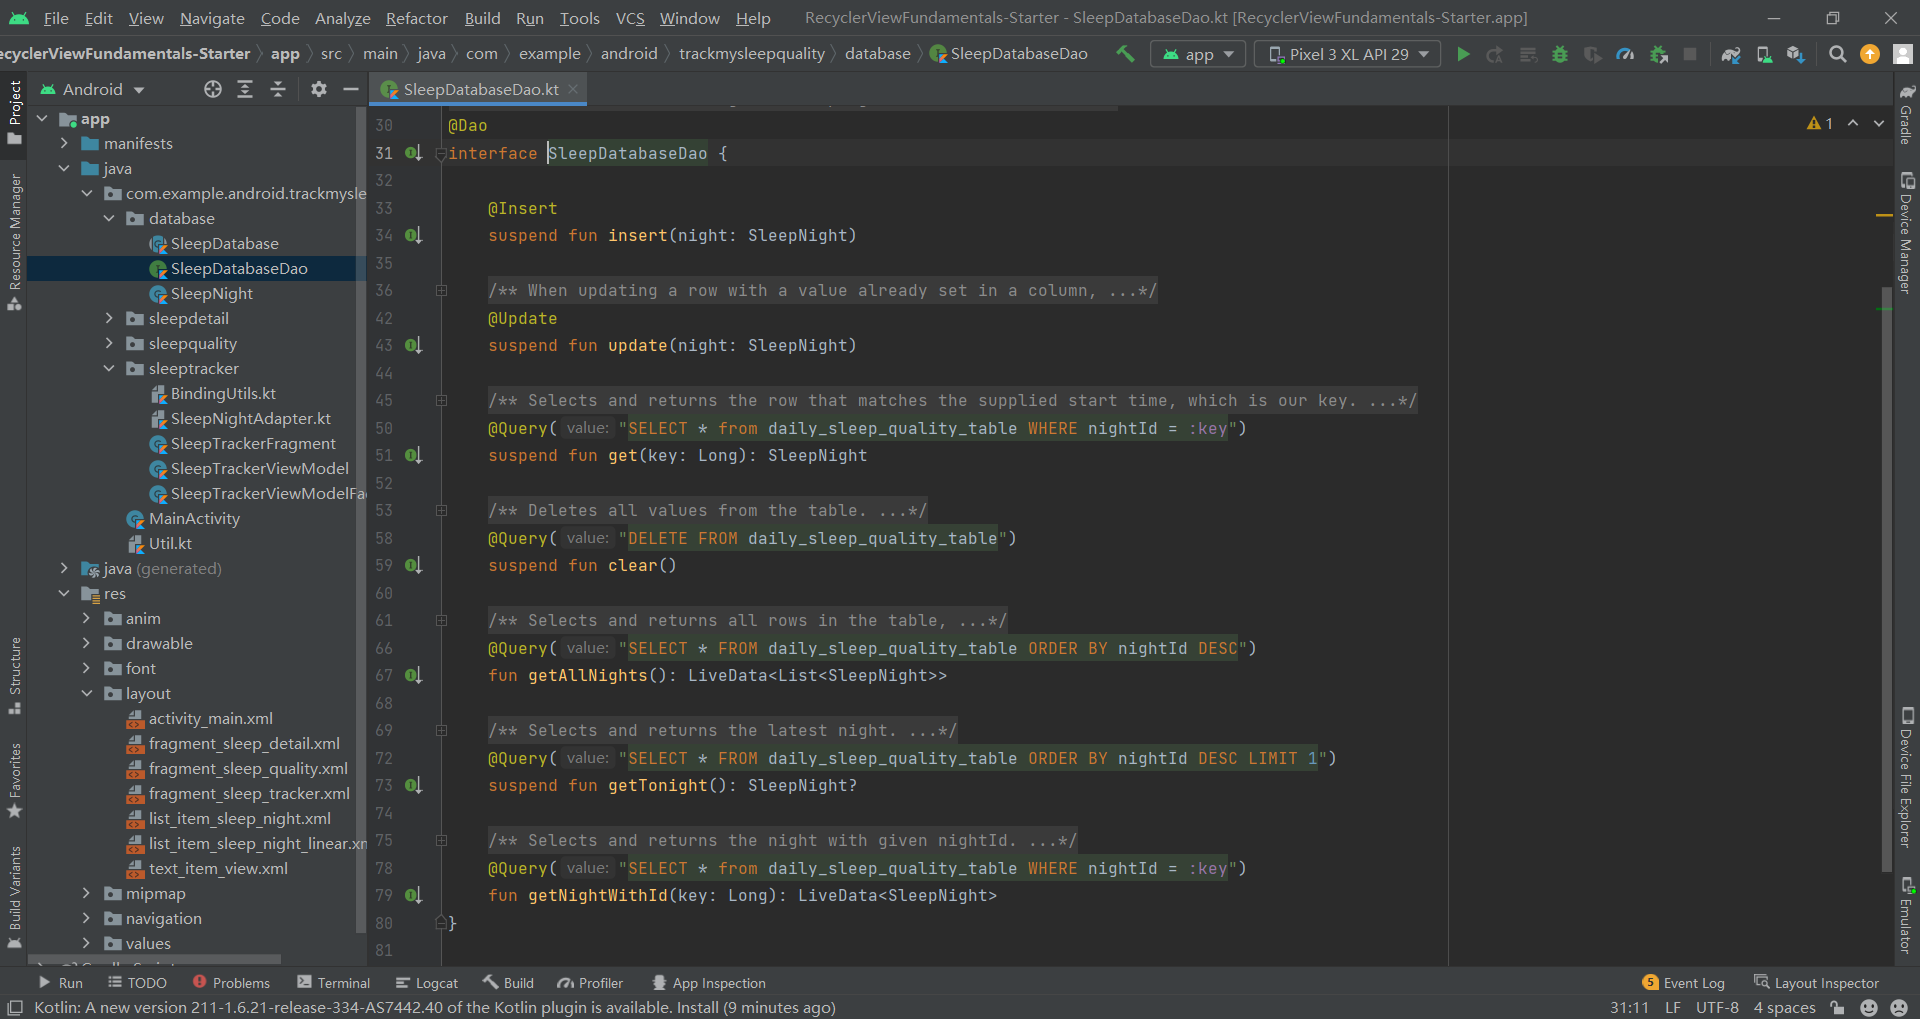 File Edit View Navigate Code Analyze Refactor Build Run Tools VCS Window Help RecyclerViewFundamentals-Starter - SleepDatabaseDao.kt [RecyclerViewFundamentals-Starter.app]
ecyclerViewFundamentals-Starter app src main java com example android trackmysleepquality database SleepDatabaseDao app Pixel 3 XL API 29
Project
Resource Manager
Structure
Favorites
Build Variants
Android
app
manifests
java
com.example.android.trackmysle
database
SleepDatabase
SleepDatabaseDao
SleepNight
sleepdetail
sleepquality
sleeptracker
BindingUtils.kt
SleepNightAdapter.kt
SleepTrackerFragment
SleepTrackerViewModel
SleepTrackerViewModelFa
MainActivity
Util.kt
java (generated)
res
anim
drawable
font
layout
activity_main.xml
fragment_sleep_detail.xml
fragment_sleep_quality.xml
fragment_sleep_tracker.xml
list_item_sleep_night.xml
list_item_sleep_night_linear.xm
text_item_view.xml
mipmap
navigation
values
SleepDatabaseDao.kt
1
30 @Dao
31 interface SleepDatabaseDao {
32
33 @Insert
34 suspend fun insert(night: SleepNight)
35
36 /** When updating a row with a value already set in a column, ...*/
42 @Update
43 suspend fun update(night: SleepNight)
44
45 /** Selects and returns the row that matches the supplied start time, which is our key. ...*/
50 @Query( value: "SELECT * from daily_sleep_quality_table WHERE nightId = :key")
51 suspend fun get(key: Long): SleepNight
52
53 /** Deletes all values from the table. ...*/
58 @Query( value: "DELETE FROM daily_sleep_quality_table")
59 suspend fun clear()
60
61 /** Selects and returns all rows in the table, ...*/
66 @Query( value: "SELECT * FROM daily_sleep_quality_table ORDER BY nightId DESC")
67 fun getAllNights(): LiveData<List<SleepNight>>
68
69 /** Selects and returns the latest night. ...*/
72 @Query( value: "SELECT * FROM daily_sleep_quality_table ORDER BY nightId DESC LIMIT 1")
73 suspend fun getTonight(): SleepNight?
74
75 /** Selects and returns the night with given nightId. ...*/
78 @Query( value: "SELECT * from daily_sleep_quality_table WHERE nightId = :key")
79 fun getNightWithId(key: Long): LiveData<SleepNight>
80 }
81
Gradle
Device Manager
Device File Explorer
Emulator
Run TODO Problems Terminal Logcat Build Profiler App Inspection 5 Event Log Layout Inspector
Kotlin: A new version 211-1.6.21-release-334-AS7442.40 of the Kotlin plugin is available. Install (9 minutes ago) 31:11 LF UTF-8 4 spaces